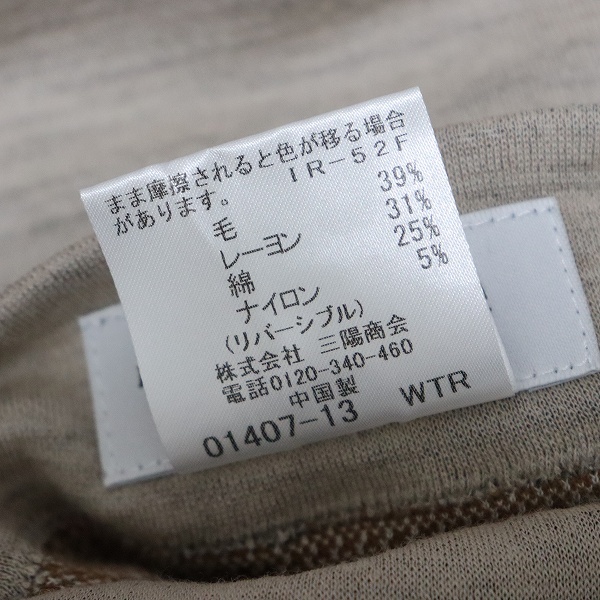 まま摩擦されると色が移る場合
があります。
IR-52F
毛 39%
レーヨン 31%
綿 25%
ナイロン 5%
(リバーシブル)
株式会社 三陽商会
電話0120-340-460
中国製
01407-13 WTR